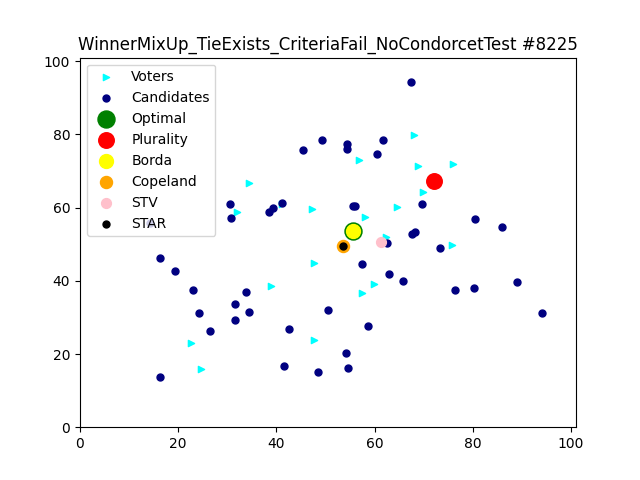 WinnerMixUp_TieExists_CriteriaFail_NoCondorcetTest #8225
100
80
60
40
20
0
Voters
Candidates
Optimal
Plurality
Borda
Copeland
STV
STAR
0 20 40 60 80 100